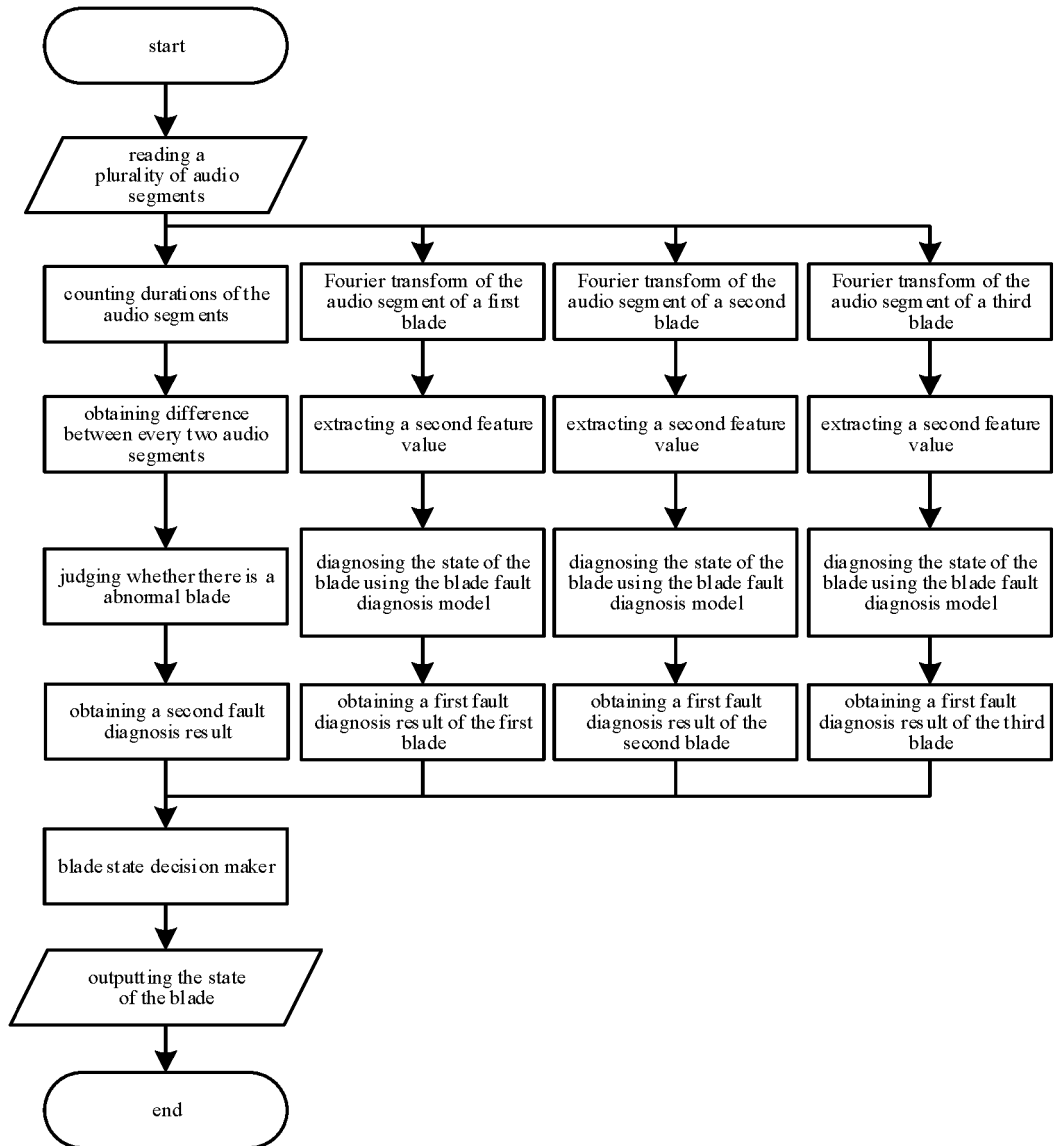 start
reading a
plurality of audio
segments
counting durations of the
audio segments
Fourier transform of the
audio segment of a first
blade
Fourier transform of the
audio segment of a second
blade
Fourier transform of the
audio segment of a third
blade
obtaining difference
between every two audio
segments
extracting a second feature
value
extracting a second feature
value
extracting a second feature
value
judging whether there is a
abnormal blade
diagnosing the state of the
blade using the blade fault
diagnosis model
diagnosing the state of the
blade using the blade fault
diagnosis model
diagnosing the state of the
blade using the blade fault
diagnosis model
obtaining a second fault
diagnosis result
obtaining a first fault
diagnosis result of the first
blade
obtaining a first fault
diagnosis result of the
second blade
obtaining a first fault
diagnosis result of the third
blade
blade state decision maker
outputting the state
of the blade
end